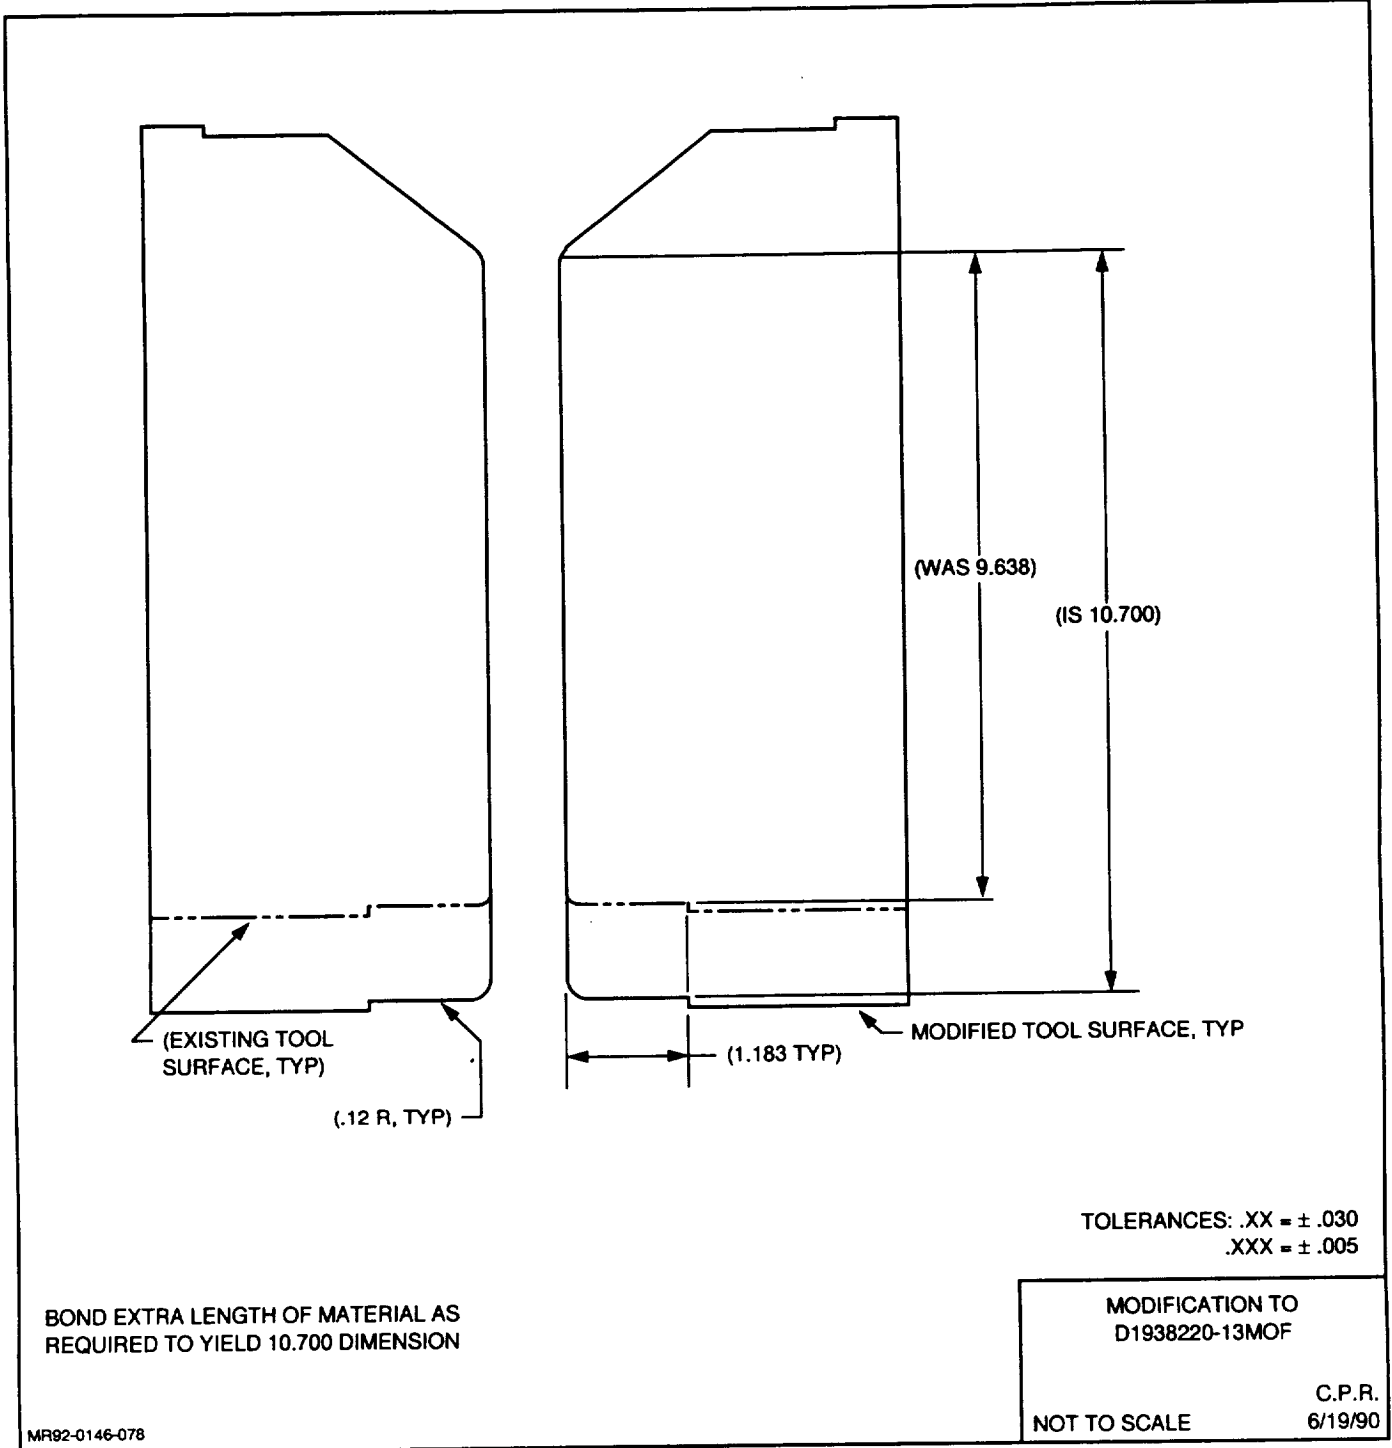 (WAS 9.638)
(IS 10.700)
(EXISTING TOOL
SURFACE, TYP)
MODIFIED TOOL SURFACE, TYP
(1.183 TYP)
(.12 R, TYP)
TOLERANCES: .XX = ± .030
.XXX = ± .005
BOND EXTRA LENGTH OF MATERIAL AS
REQUIRED TO YIELD 10.700 DIMENSION
MODIFICATION TO
D1938220-13MOF
C.P.R.
NOT TO SCALE 6/19/90
MR92-0146-078